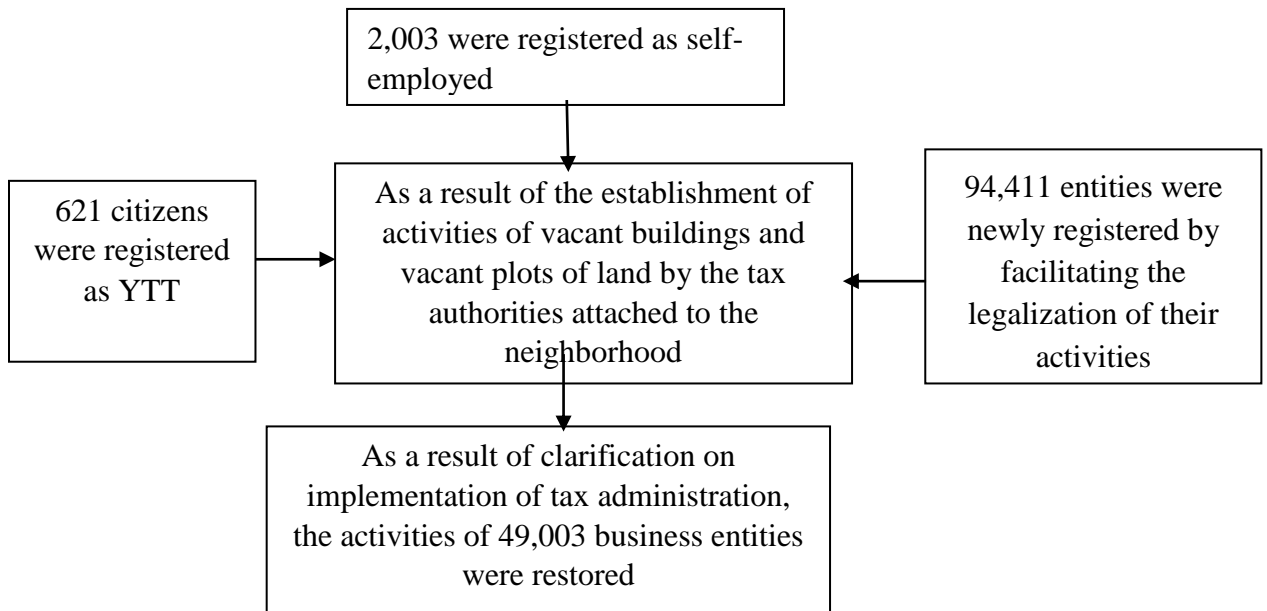 2,003 were registered as self-
employed
621 citizens
were registered
as YTT
As a result of the establishment of
activities of vacant buildings and
vacant plots of land by the tax
authorities attached to the
neighborhood
94,411 entities were
newly registered by
facilitating the
legalization of their
activities
As a result of clarification on
implementation of tax administration,
the activities of 49,003 business entities
were restored